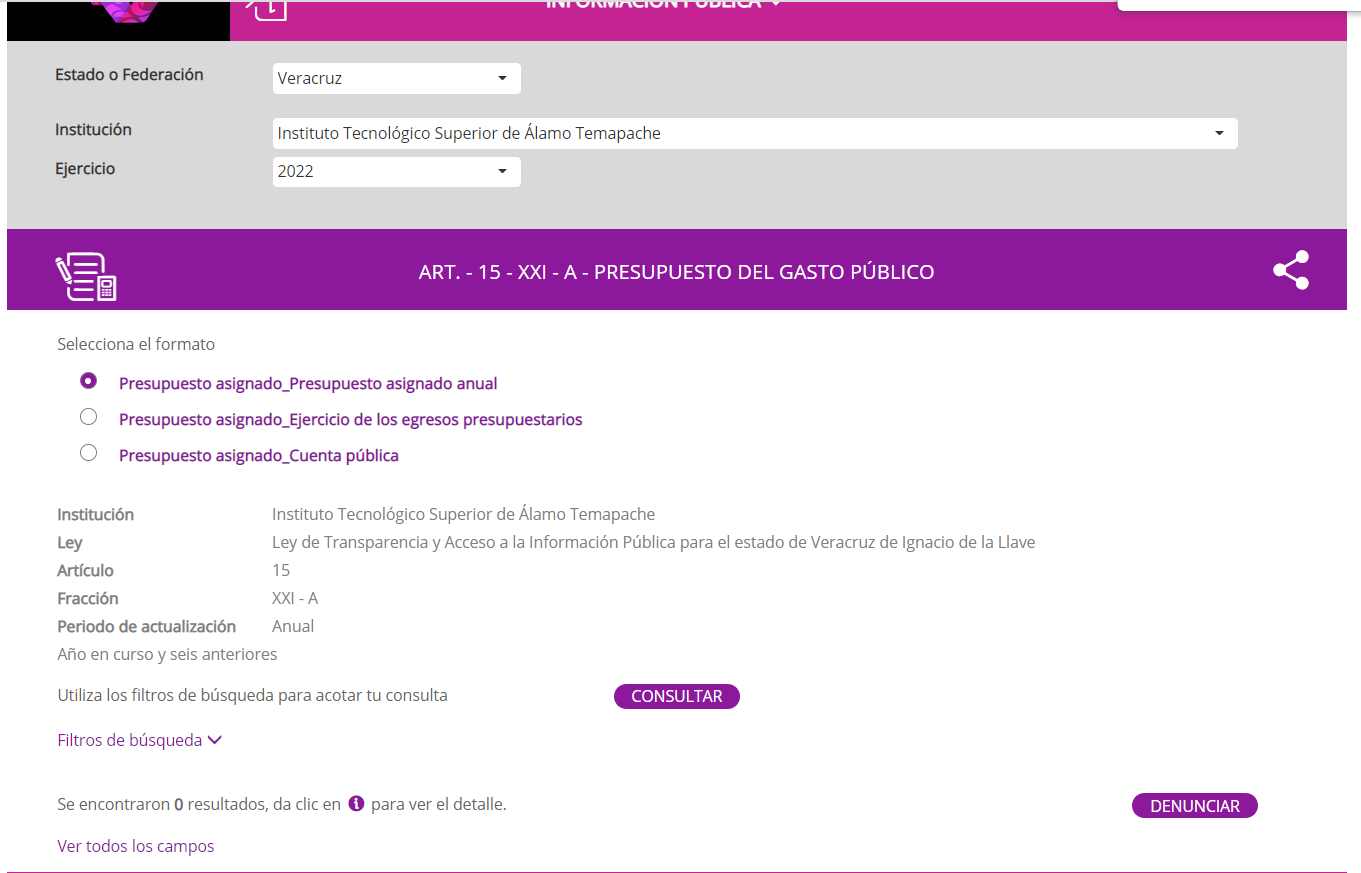 INFORMACIÓN PÚBLICA
Estado o Federación
Veracruz
Institución
Instituto Tecnológico Superior de Álamo Temapache
Ejercicio
2022
ART. - 15 - XXI - A - PRESUPUESTO DEL GASTO PÚBLICO
Selecciona el formato
Presupuesto asignado_Presupuesto asignado anual
Presupuesto asignado_Ejercicio de los egresos presupuestarios
Presupuesto asignado_Cuenta pública
Institución Instituto Tecnológico Superior de Álamo Temapache
Ley Ley de Transparencia y Acceso a la Información Pública para el estado de Veracruz de Ignacio de la Llave
Artículo 15
Fracción XXI - A
Periodo de actualización Anual
Año en curso y seis anteriores
Utiliza los filtros de búsqueda para acotar tu consulta CONSULTAR
Filtros de búsqueda
Se encontraron 0 resultados, da clic en i para ver el detalle. DENUNCIAR
Ver todos los campos